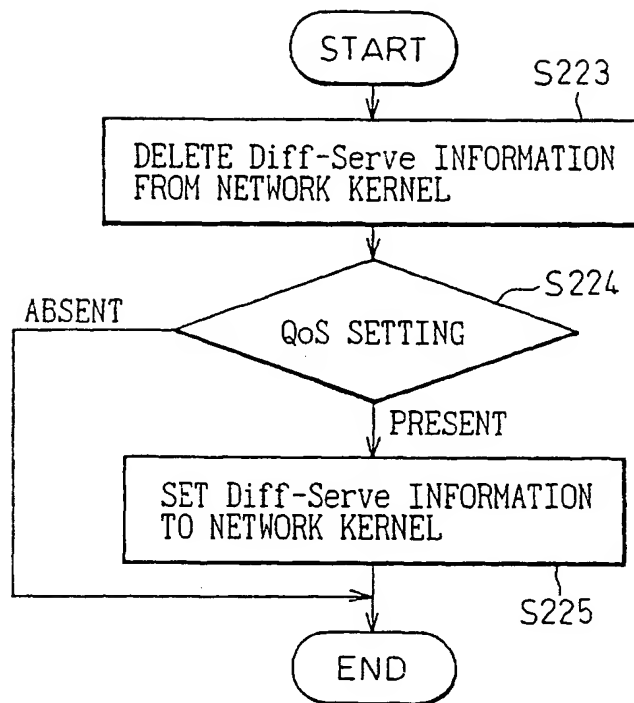 START
S223
DELETE Diff-Serve INFORMATION
FROM NETWORK KERNEL
S224
ABSENT
QoS SETTING
PRESENT
SET Diff-Serve INFORMATION
TO NETWORK KERNEL
S225
END